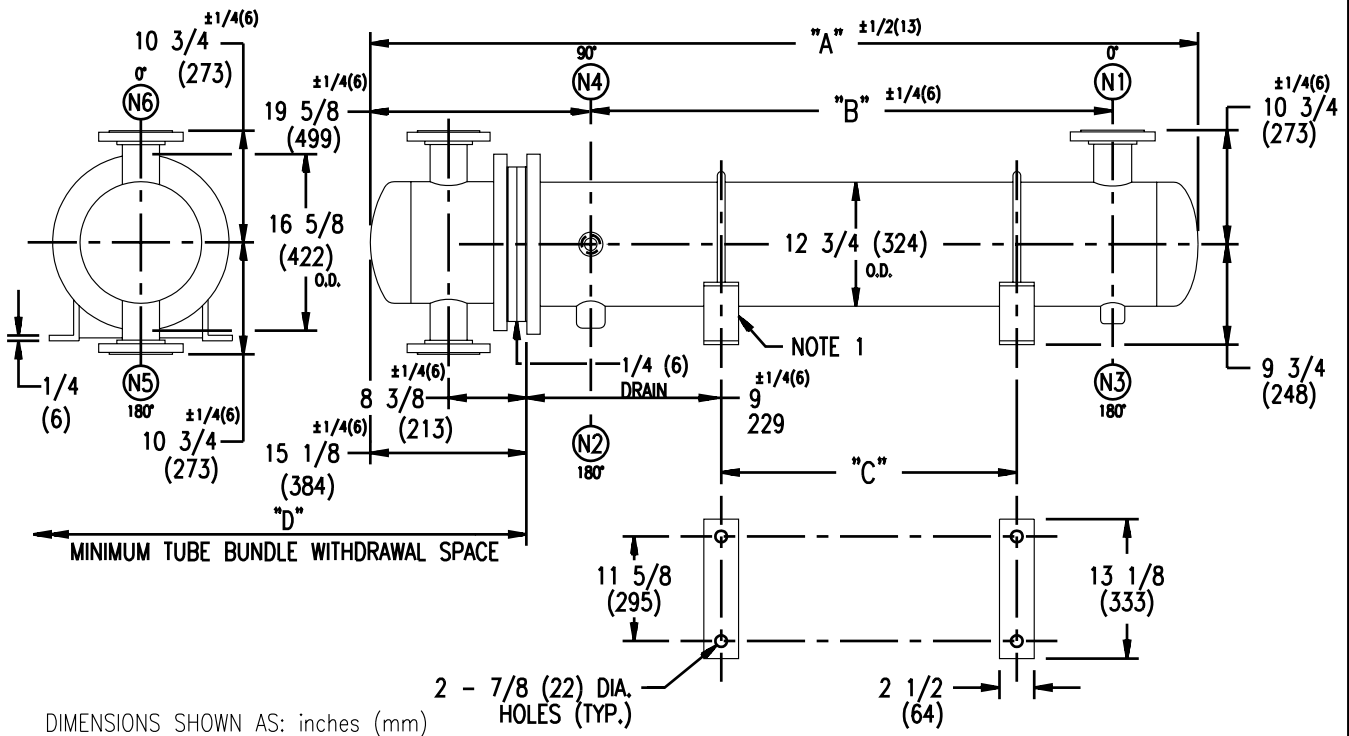 ±1/4(6)
10 3/4
(273)
0°
N6
±1/4(6)
19 5/8
(499)
16 5/8
(422)
O.D.
1/4
(6)
N5
180°
±1/4(6)
10 3/4
(273)
"A" ±1/2(13)
90°
N4
0°
N1
"B" ±1/4(6)
±1/4(6)
10 3/4
(273)
12 3/4 (324)
O.D.
NOTE 1
1/4 (6)
DRAIN
±1/4(6)
8 3/8
(213)
±1/4(6)
9
229
9 3/4
(248)
N3
180°
N2
180°
±1/4(6)
15 1/8
(384)
"C"
"D"
MINIMUM TUBE BUNDLE WITHDRAWAL SPACE
11 5/8
(295)
13 1/8
(333)
2 - 7/8 (22) DIA.
HOLES (TYP.)
2 1/2
(64)
DIMENSIONS SHOWN AS: inches (mm)